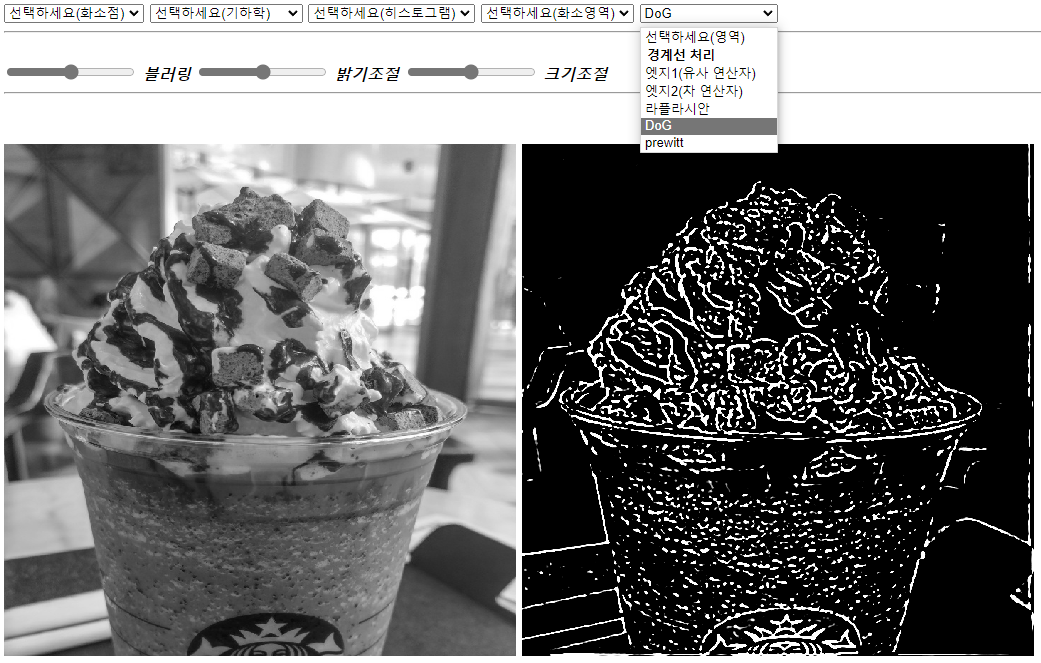 선택하세요(화소점) 선택하세요(기하학) 선택하세요(히스토그램) 선택하세요(화소영역) DoG
선택하세요(영역)
경계선 처리
엣지1(유사 연산자)
엣지2(차 연산자)
라플라시안
DoG
prewitt
블러링 밝기조절 크기조절